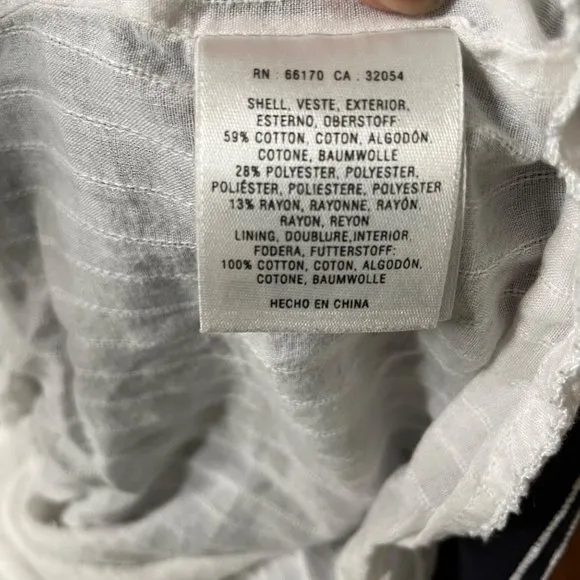 RN : 66170 CA : 32054
SHELL, VESTE, EXTERIOR,
ESTERNO, OBERSTOFF:
59% COTTON, COTON, ALGODÓN,
COTONE, BAUMWOLLE
28% POLYESTER, POLYESTER,
POLIÉSTER, POLIESTERE, POLYESTER
13% RAYON, RAYONNE, RAYÓN,
RAYON, REYON
LINING, DOUBLURE,INTERIOR,
FODERA, FUTTERSTOFF:
100% COTTON, COTON, ALGODÓN,
COTONE, BAUMWOLLE
HECHO EN CHINA